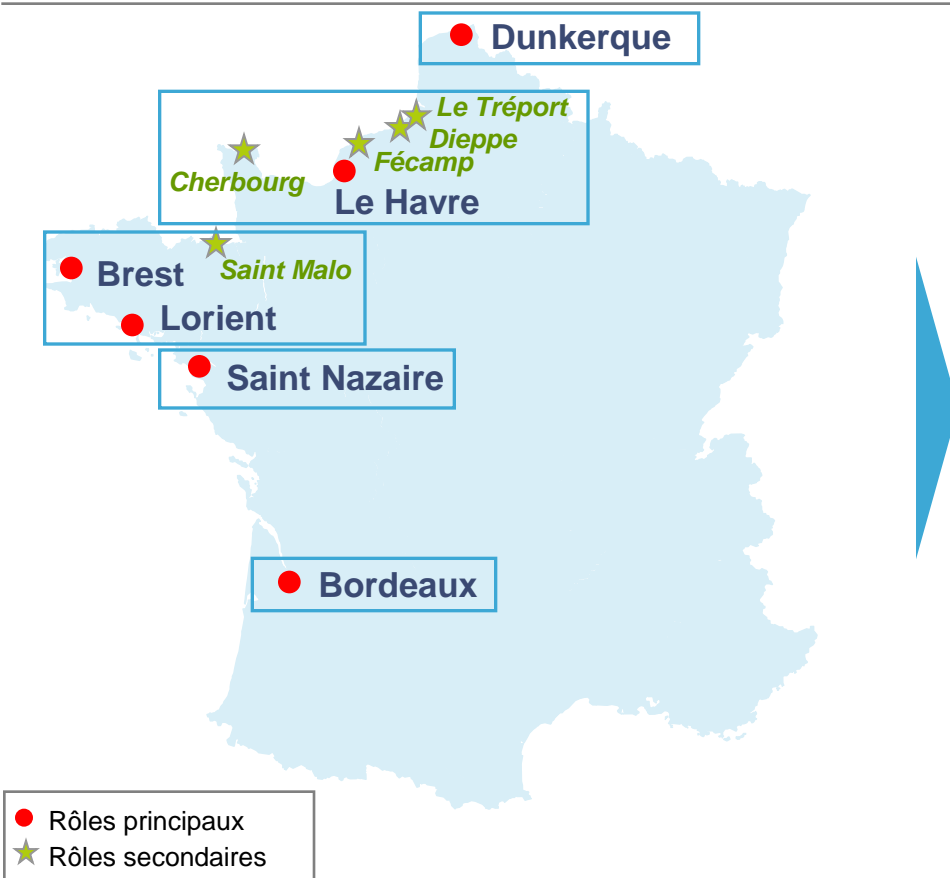 Dunkerque
Le Tréport
Dieppe
Fécamp
Cherbourg
Le Havre
Saint Malo
Brest
Lorient
Saint Nazaire
Bordeaux
Rôles principaux
Rôles secondaires